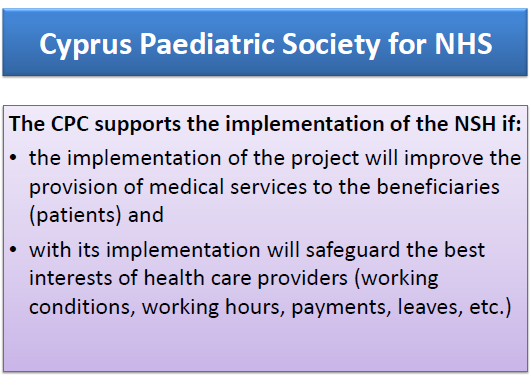 Cyprus Paediatric Society for NHS
The CPC supports the implementation of the NSH if:
• the implementation of the project will improve the
provision of medical services to the beneficiaries
(patients) and
• with its implementation will safeguard the best
interests of health care providers (working
conditions, working hours, payments, leaves, etc.)